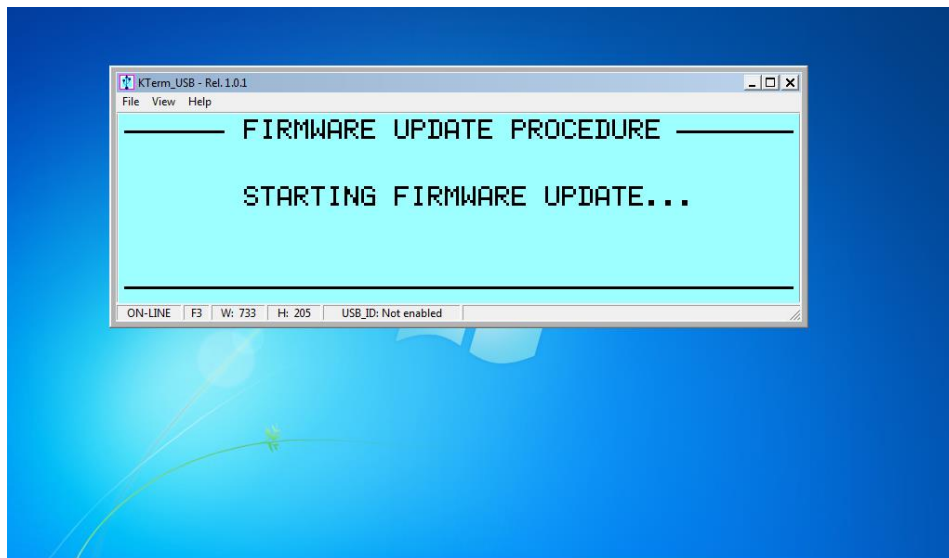 KTerm_USB - Rel. 1.0.1
File View Help
FIRMWARE UPDATE PROCEDURE
STARTING FIRMWARE UPDATE...
ON-LINE F3 W: 733 H: 205 USB_ID: Not enabled